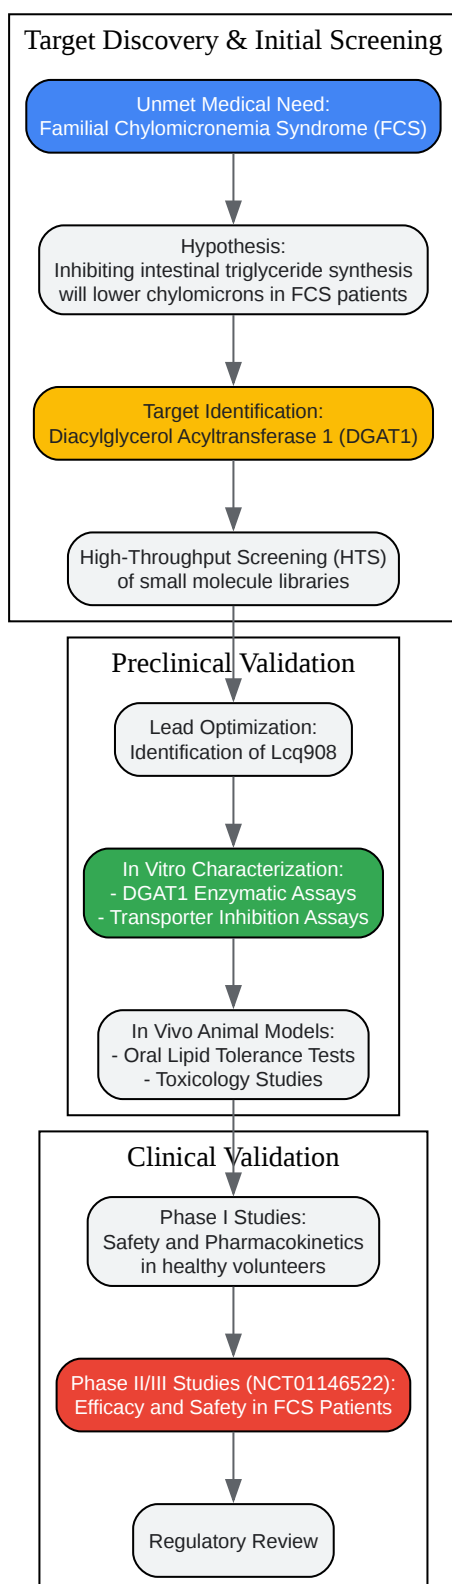 Target Discovery & Initial Screening
Unmet Medical Need:
Familial Chylomicronemia Syndrome (FCS)
Hypothesis:
Inhibiting intestinal triglyceride synthesis
will lower chylomicrons in FCS patients
Target Identification:
Diacylglycerol Acyltransferase 1 (DGAT1)
High-Throughput Screening (HTS)
of small molecule libraries
Preclinical Validation
Lead Optimization:
Identification of Lcq908
In Vitro Characterization:
- DGAT1 Enzymatic Assays
- Transporter Inhibition Assays
In Vivo Animal Models:
- Oral Lipid Tolerance Tests
- Toxicology Studies
Clinical Validation
Phase I Studies:
Safety and Pharmacokinetics
in healthy volunteers
Phase II/III Studies (NCT01146522):
Efficacy and Safety in FCS Patients
Regulatory Review